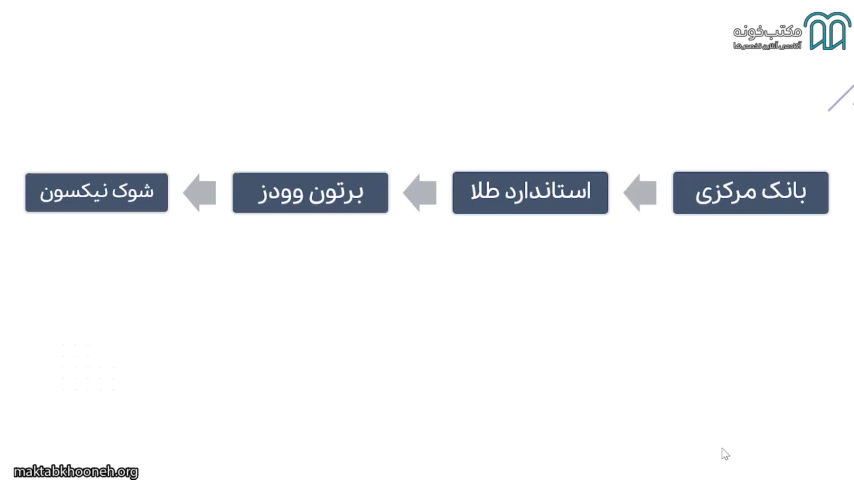 مکتب‌خونه
آکادمی آنلاین تخصص‌ها
بانک مرکزی
استاندارد طلا
برتون وودز
شوک نیکسون
maktabkhooneh.org